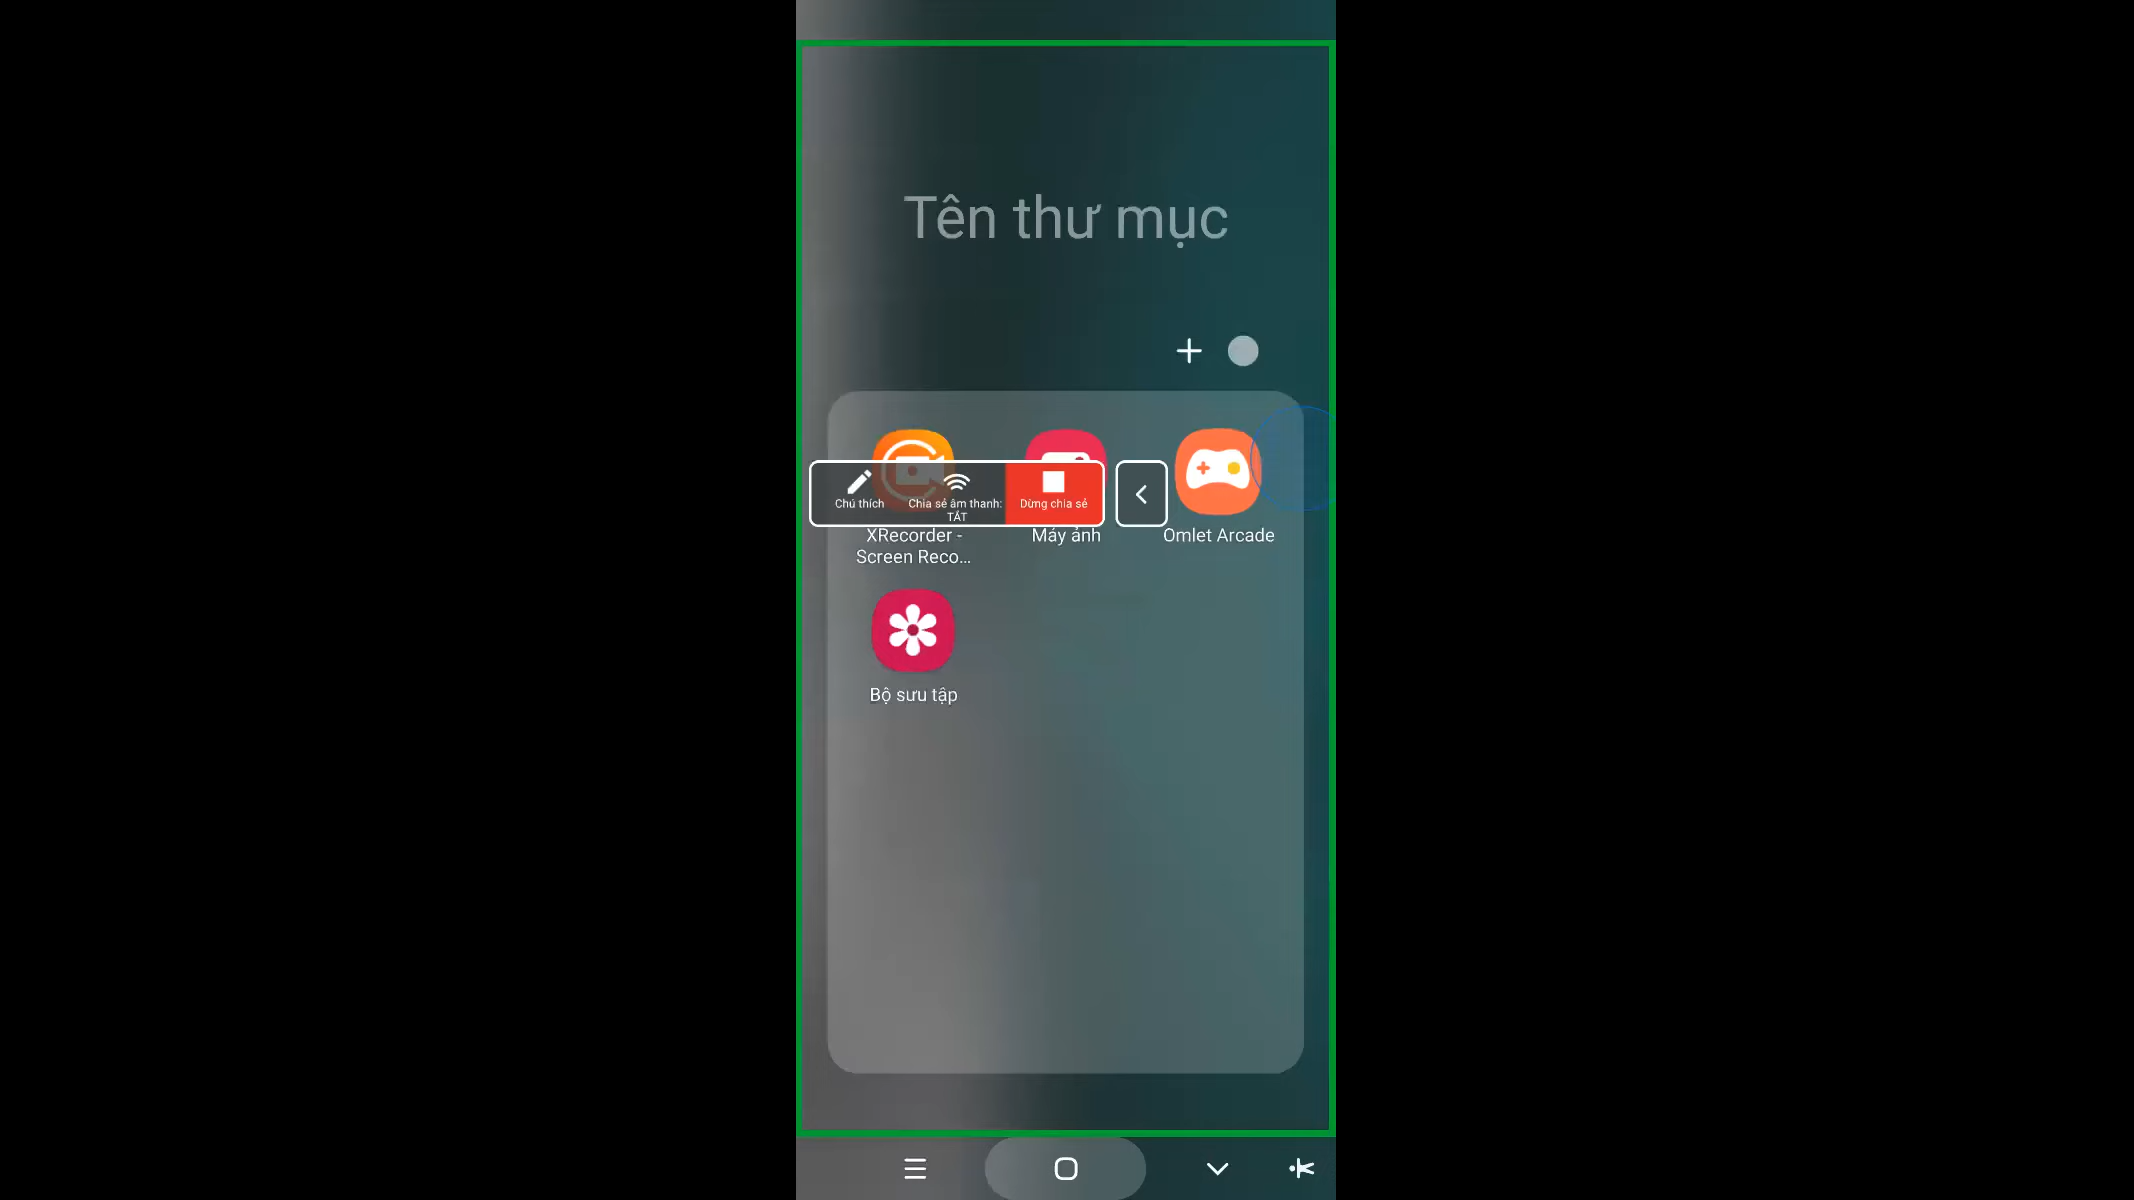 Tên thư mục
Chú thích
Chia sẻ âm thanh:
TẮT
Dừng chia sẻ
XRecorder -
Screen Reco...
Máy ảnh
Omlet Arcade
Bộ sưu tập